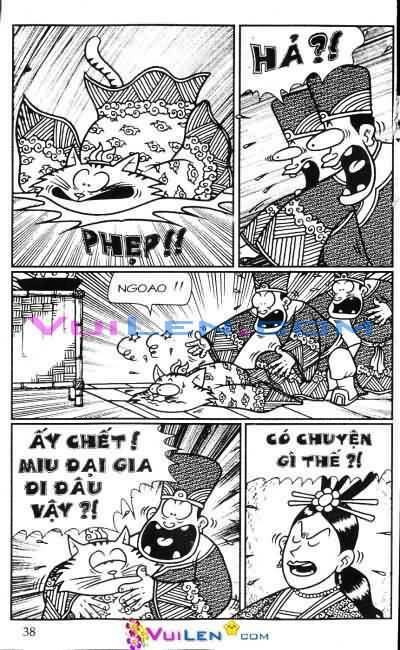 PHẸP!!
HẢ?!
NGOAO!!
VUILEN.COM
ẤY CHẾT!
MIU ĐẠI GIA
ĐI ĐÂU
VẬY?!
CÓ CHUYỆN
GÌ THẾ?!
38
VUILEN.COM